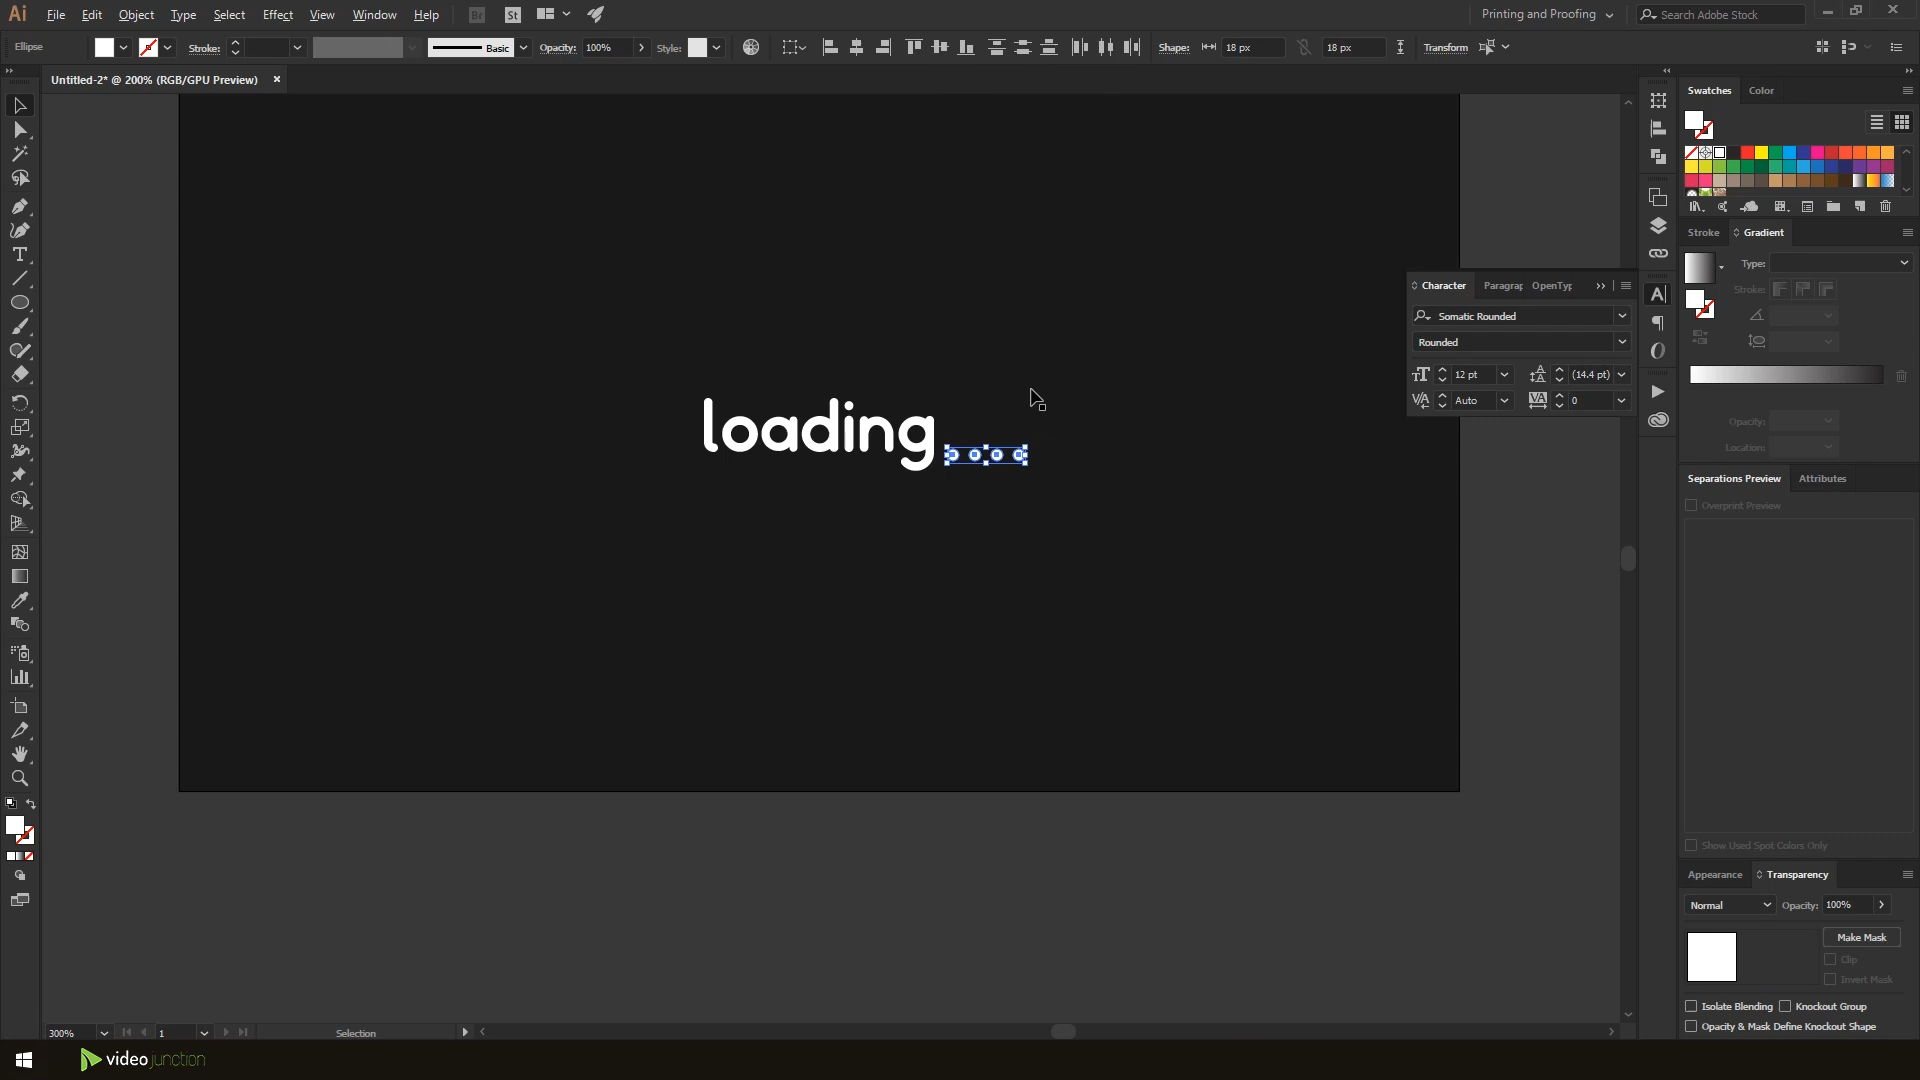 Ai File Edit Object Type Select Effect View Window Help Br St Printing and Proofing Search Adobe Stock
Ellipse Stroke: Basic Opacity: 100% Style: Shape: 18 px 18 px Transform
Untitled-2* @ 200% (RGB/GPU Preview)
Swatches Color
Stroke Gradient
Type:
Stroke:
Opacity:
Location:
Character Paragrap OpenTyp
Somatic Rounded
Rounded
12 pt (14.4 pt)
Auto 0
loading
Separations Preview Attributes
Overprint Preview
Show Used Spot Colors Only
Appearance Transparency
Normal Opacity: 100%
Make Mask
Clip
Invert Mask
Isolate Blending Knockout Group
Opacity & Mask Define Knockout Shape
300% 1 Selection
video junction